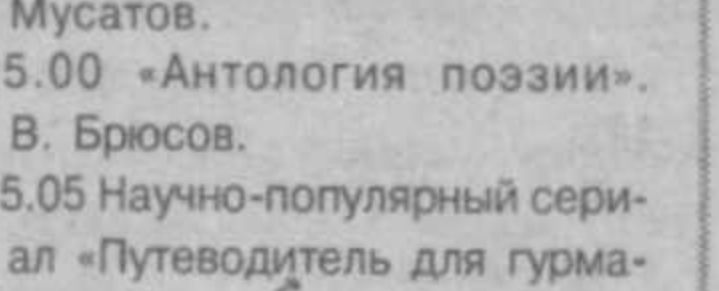 Мусатов.
5.00 «Антология поэзии».
В. Брюсов.
5.05 Научно-популярный сери-
ал «Путеводитель для гурма-